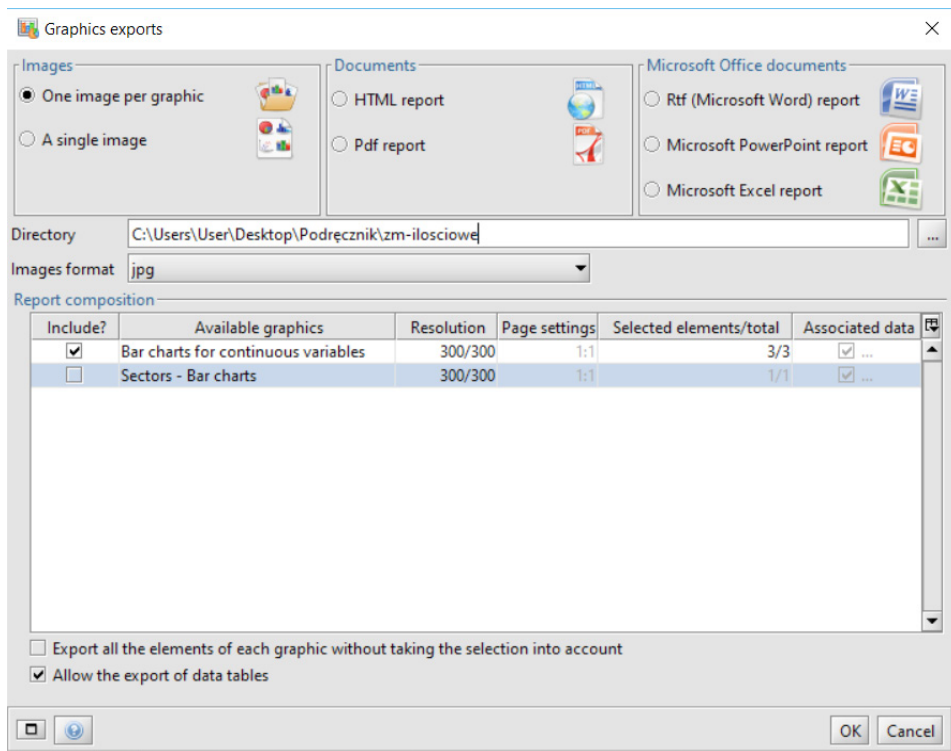 Graphics exports
Images
One image per graphic
A single image
Documents
HTML report
Pdf report
Microsoft Office documents
Rtf (Microsoft Word) report
Microsoft PowerPoint report
Microsoft Excel report
Directory C:\Users\User\Desktop\Podręcznik\zm-ilosciowe ...
Images format jpg
Report composition
Include? Available graphics Resolution Page settings Selected elements/total Associated data
Bar charts for continuous variables 300/300 1:1 3/3 ...
Sectors - Bar charts 300/300 1:1 1/1 ...
Export all the elements of each graphic without taking the selection into account
Allow the export of data tables
OK Cancel